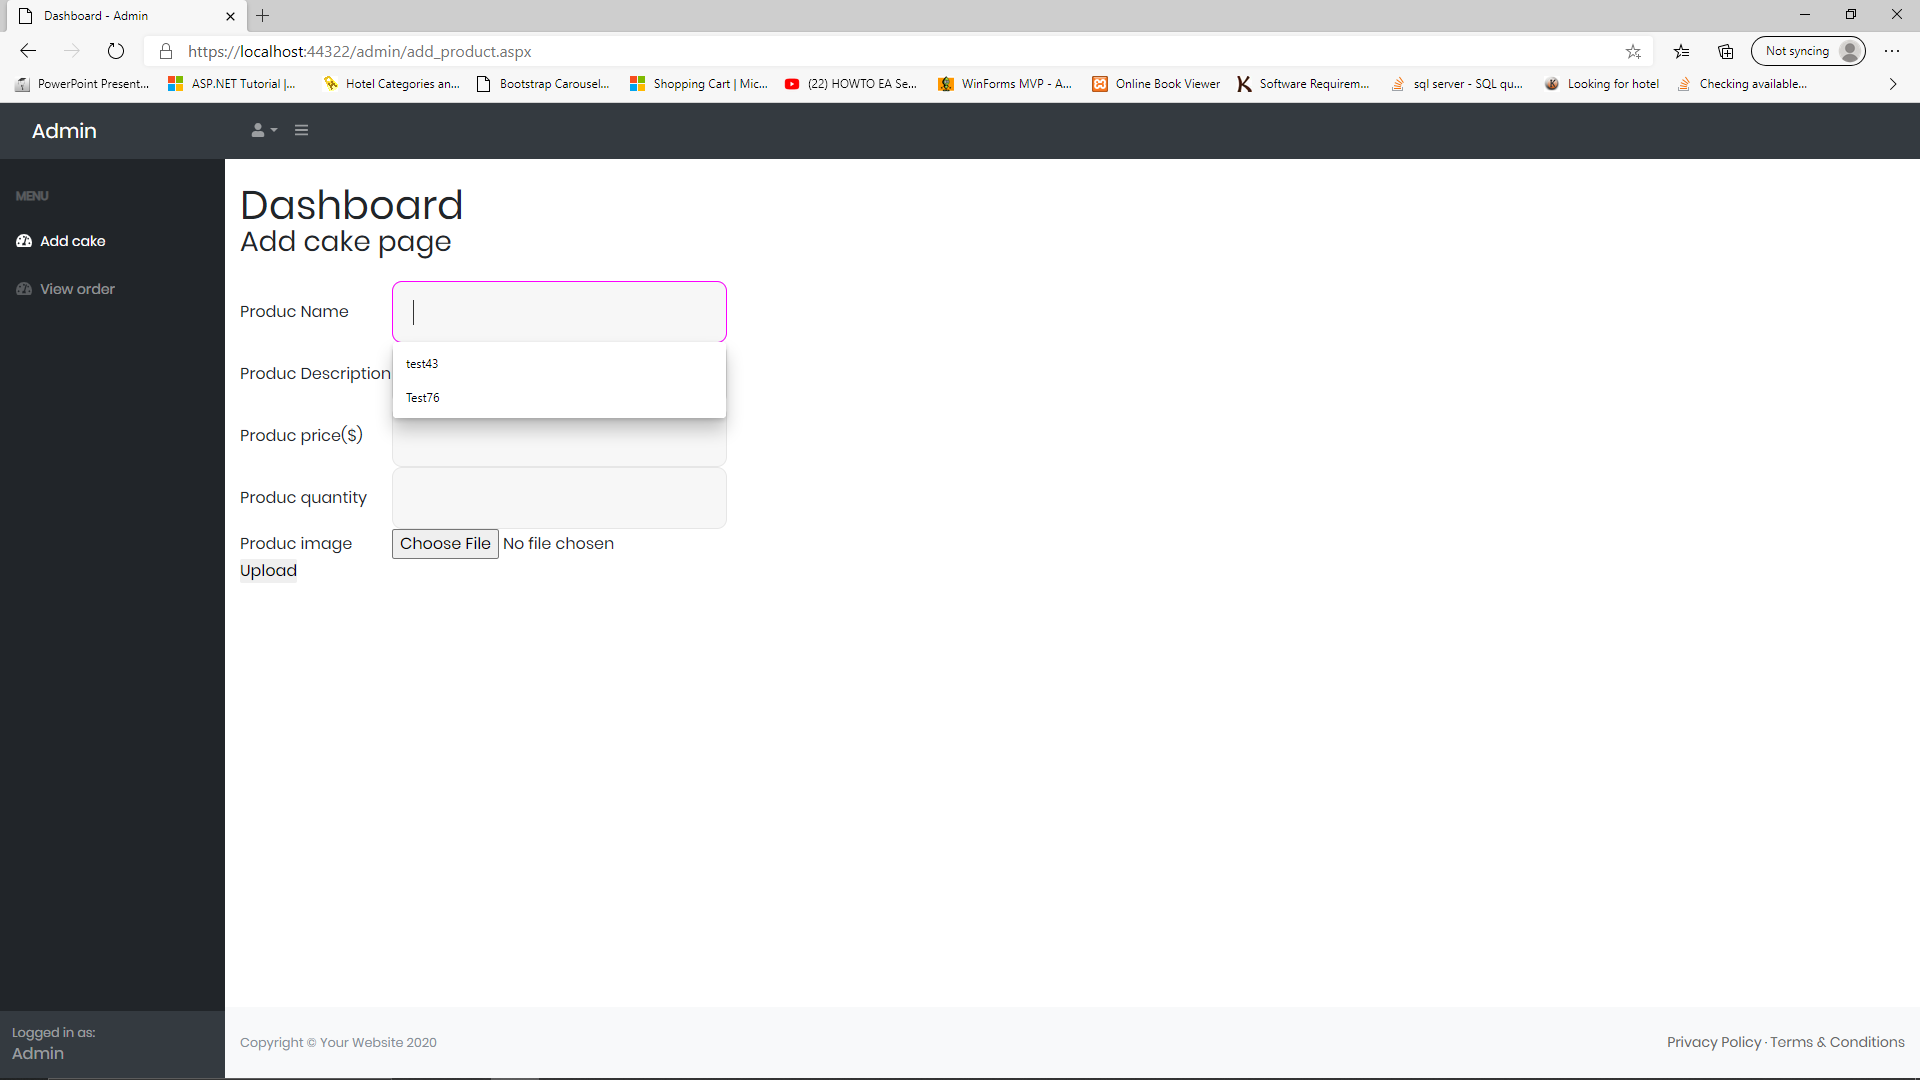 Dashboard - Admin
https://localhost:44322/admin/add_product.aspx
Not syncing
PowerPoint Present...
ASP.NET Tutorial |...
Hotel Categories an...
Bootstrap Carousel...
Shopping Cart | Mic...
(22) HOWTO EA Se...
WinForms MVP - A...
Online Book Viewer
Software Requirem...
sql server - SQL qu...
Looking for hotel
Checking available...
Admin
MENU
Add cake
View order
Dashboard
Add cake page
Produc Name
test43
Test76
Produc Description
Produc price($)
Produc quantity
Produc image Choose File No file chosen
Upload
Logged in as:
Admin
Copyright © Your Website 2020
Privacy Policy · Terms & Conditions